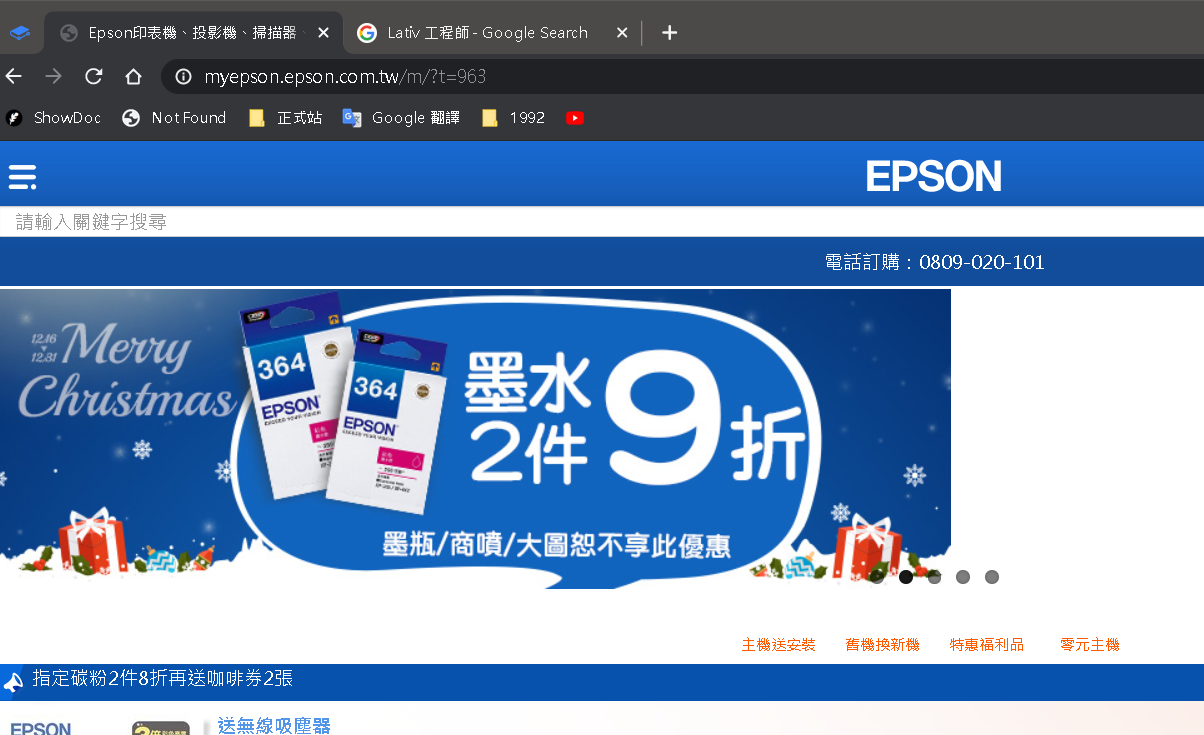 Epson印表機、投影機、掃描器
Lativ 工程師 - Google Search
myepson.epson.com.tw/m/?t=963
ShowDoc
Not Found
正式站
Google 翻譯
1992
EPSON
請輸入關鍵字搜尋
電話訂購：0809-020-101
12.16
12.31
Merry
Christmas
364
EPSON
EXCEED YOUR VISION
364
EPSON
EXCEED YOUR VISION
墨水
2件
9折
墨瓶/商噴/大圖恕不享此優惠
主機送安裝 舊機換新機 特惠福利品 零元主機
指定碳粉2件8折再送咖啡券2張
EPSON
送無線吸塵器